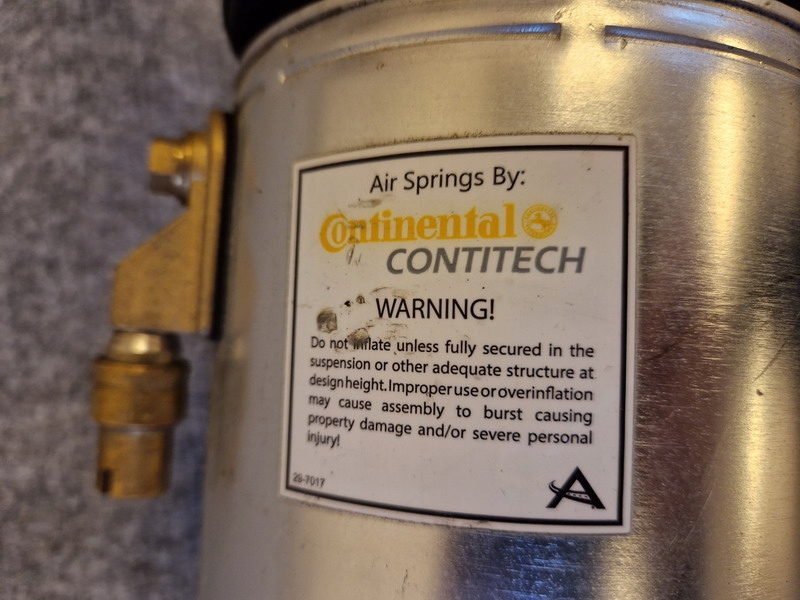 Air Springs By:
Continental
CONTITECH
WARNING!
Do not inflate unless fully secured in the
suspension or other adequate structure at
design height. Improper use or overinflation
may cause assembly to burst causing
property damage and/or severe personal
injury!
29-7017